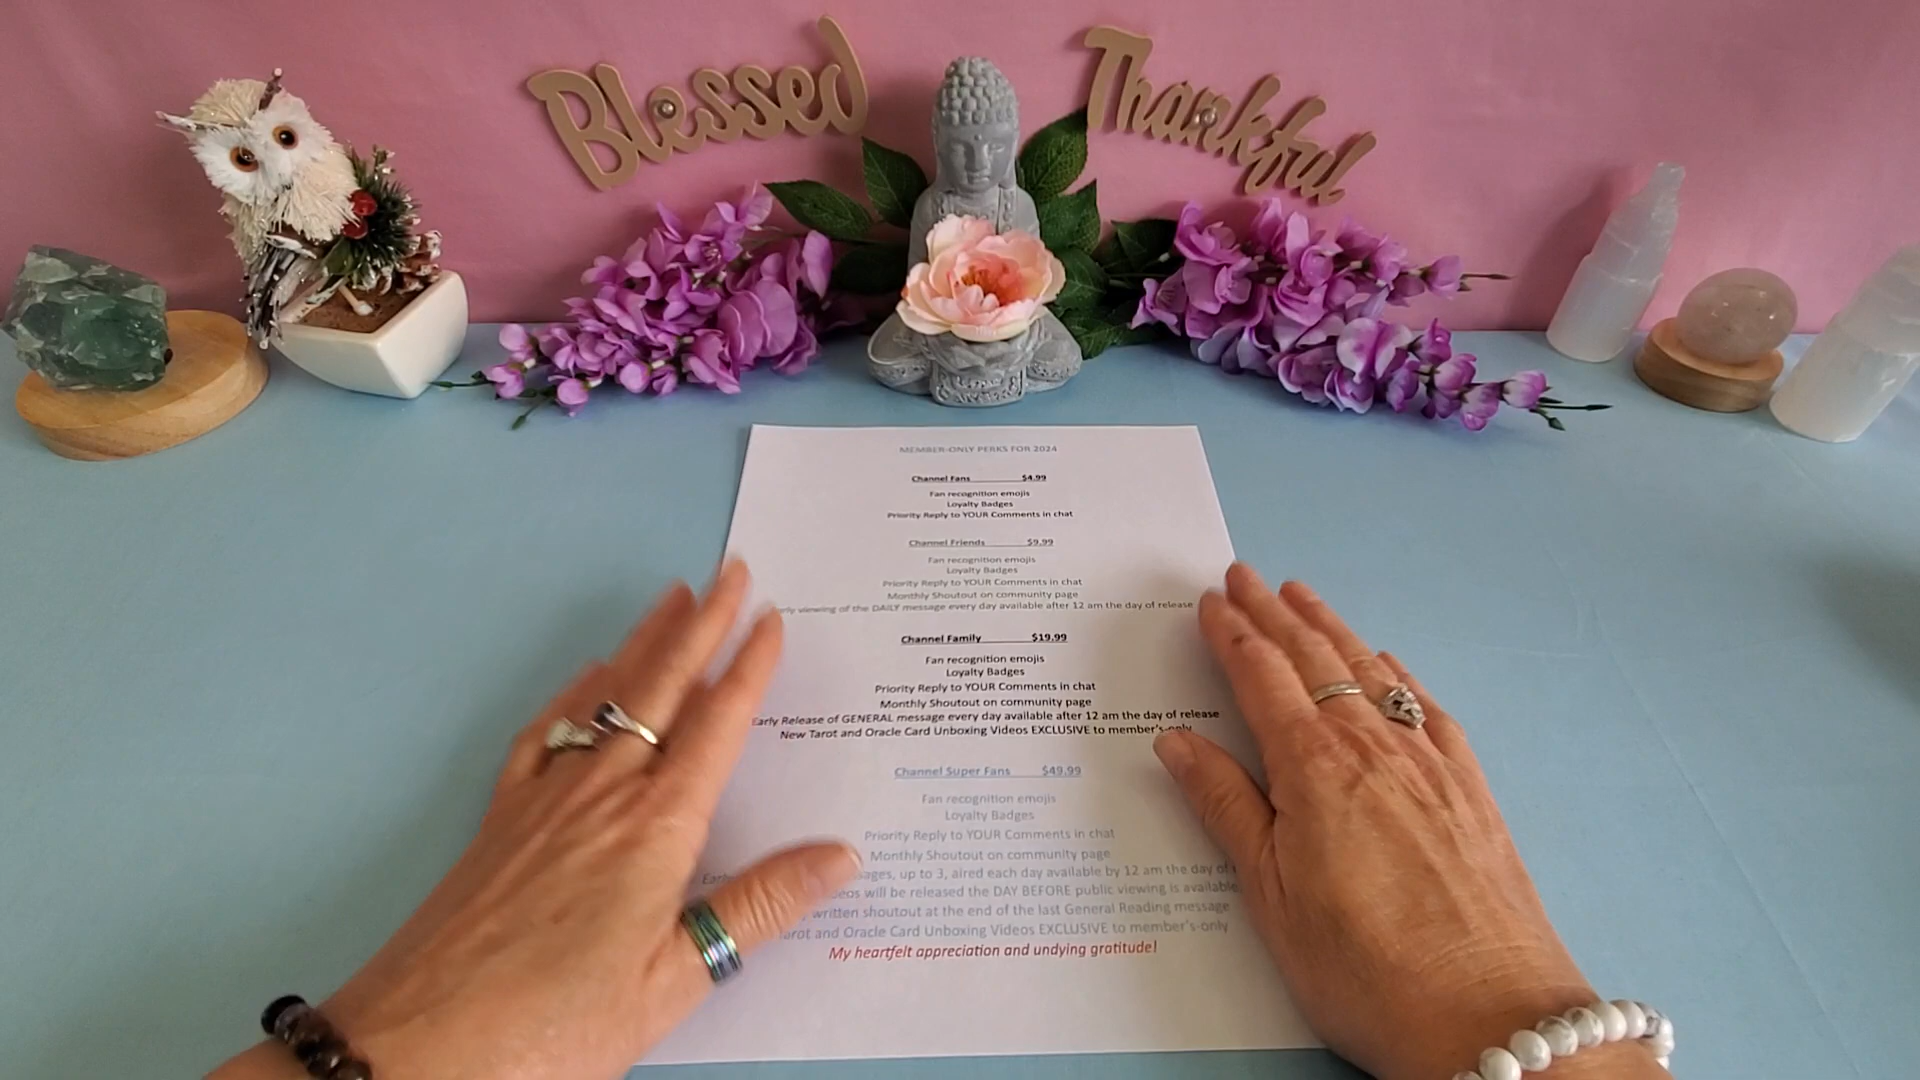 Blessed
Thankful
MEMBER-ONLY PERKS FOR 2024
Channel Fans $4.99
Fan recognition emojis
Loyalty Badges
Priority Reply to YOUR Comments in chat
Channel Friends $9.99
Fan recognition emojis
Loyalty Badges
Priority Reply to YOUR Comments in chat
Monthly Shoutout on community page
viewing of the DAILY message every day available after 12 am the day of release
Channel Family $19.99
Fan recognition emojis
Loyalty Badges
Priority Reply to YOUR Comments in chat
Monthly Shoutout on community page
Early Release of GENERAL message every day available after 12 am the day of release
New Tarot and Oracle Card Unboxing Videos EXCLUSIVE to member's-only
Channel Super Fans $49.99
Fan recognition emojis
Loyalty Badges
Priority Reply to YOUR Comments in chat
Monthly Shoutout on community page
up to 3, aired each day available by 12 am the day of
will be released the DAY BEFORE public viewing is available
written shoutout at the end of the last General Reading message
and Oracle Card Unboxing Videos EXCLUSIVE to member's-only
My heartfelt appreciation and undying gratitude!